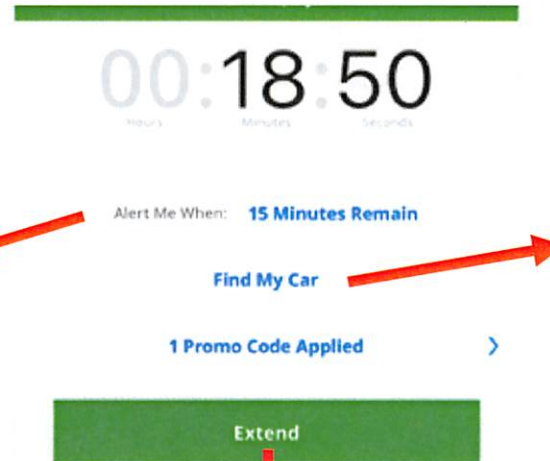 00:18:50
Hours Minutes Seconds
Alert Me When: 15 Minutes Remain
Find My Car
1 Promo Code Applied
Extend